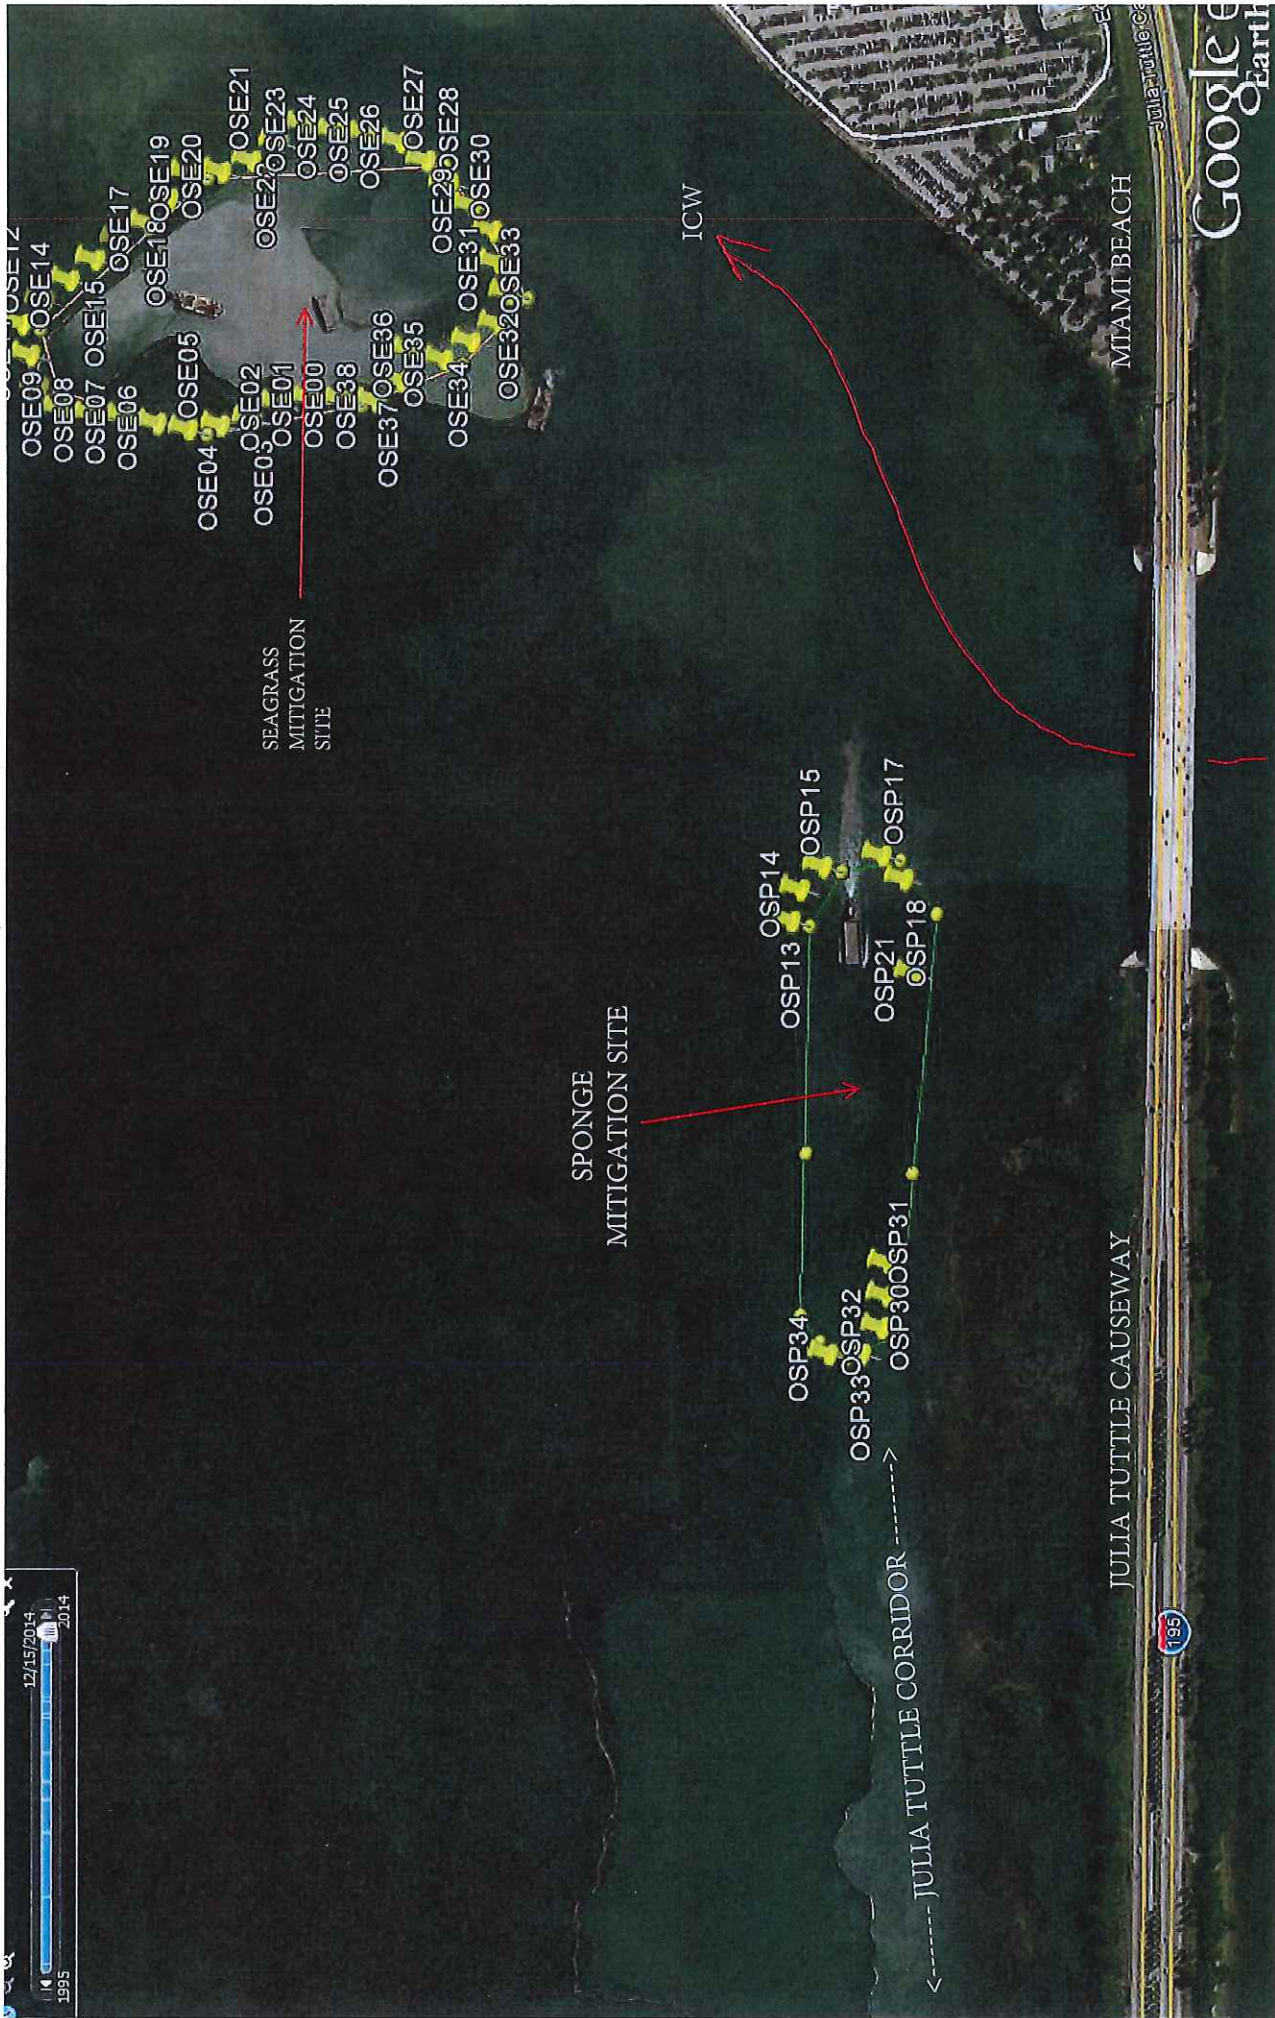 12/15/2014
1995
2014
OSE12
OSE14
OSE09
OSE08
OSE07
OSE15
OSE06
OSE17
OSE18
OSE19
OSE20
OSE05
OSE04
OSE21
OSE02
OSE03
OSE22
OSE23
OSE01
OSE24
OSE00
OSE25
OSE38
OSE26
OSE36
OSE37
OSE27
OSE35
OSE28
OSE29
OSE34
OSE31
OSE30
OSE32
OSE33
SEAGRASS
MITIGATION
SITE
SPONGE
MITIGATION SITE
ICW
OSP14
OSP13
OSP15
OSP34
OSP17
OSP21
OSP18
OSP32
OSP33
OSP30
OSP31
<------- JULIA TUTTLE CORRIDOR ------->
JULIA TUTTLE CAUSEWAY
MIAMI BEACH
195
Google
Earth